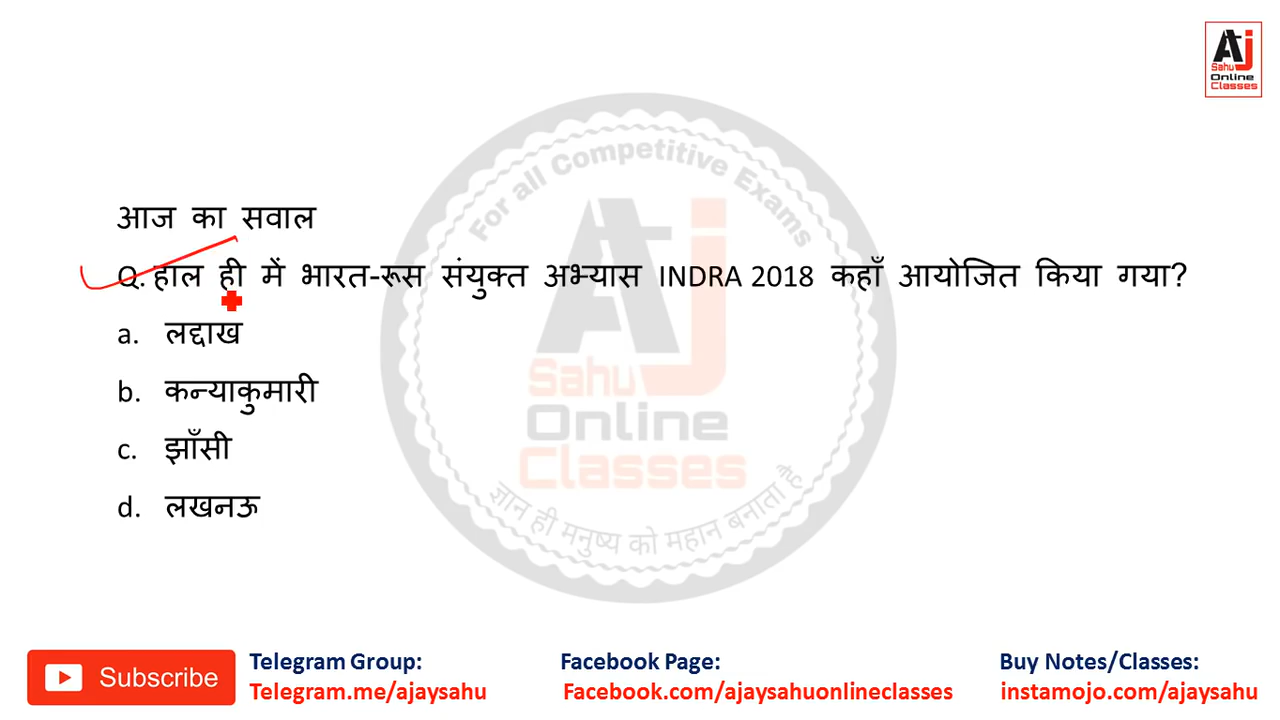 AJ
Sahu
Online
Classes
For all Competitive Exams
आज का सवाल
Q. हाल ही में भारत-रूस संयुक्त अभ्यास INDRA 2018 कहाँ आयोजित किया गया?
a. लद्दाख
b. कन्याकुमारी
c. झाँसी
d. लखनऊ
AJ
Sahu
Online
Classes
ज्ञान ही मनुष्य को महान बनाता है
Subscribe
Telegram Group:
Telegram.me/ajaysahu
Facebook Page:
Facebook.com/ajaysahuonlineclasses
Buy Notes/Classes:
instamojo.com/ajaysahu